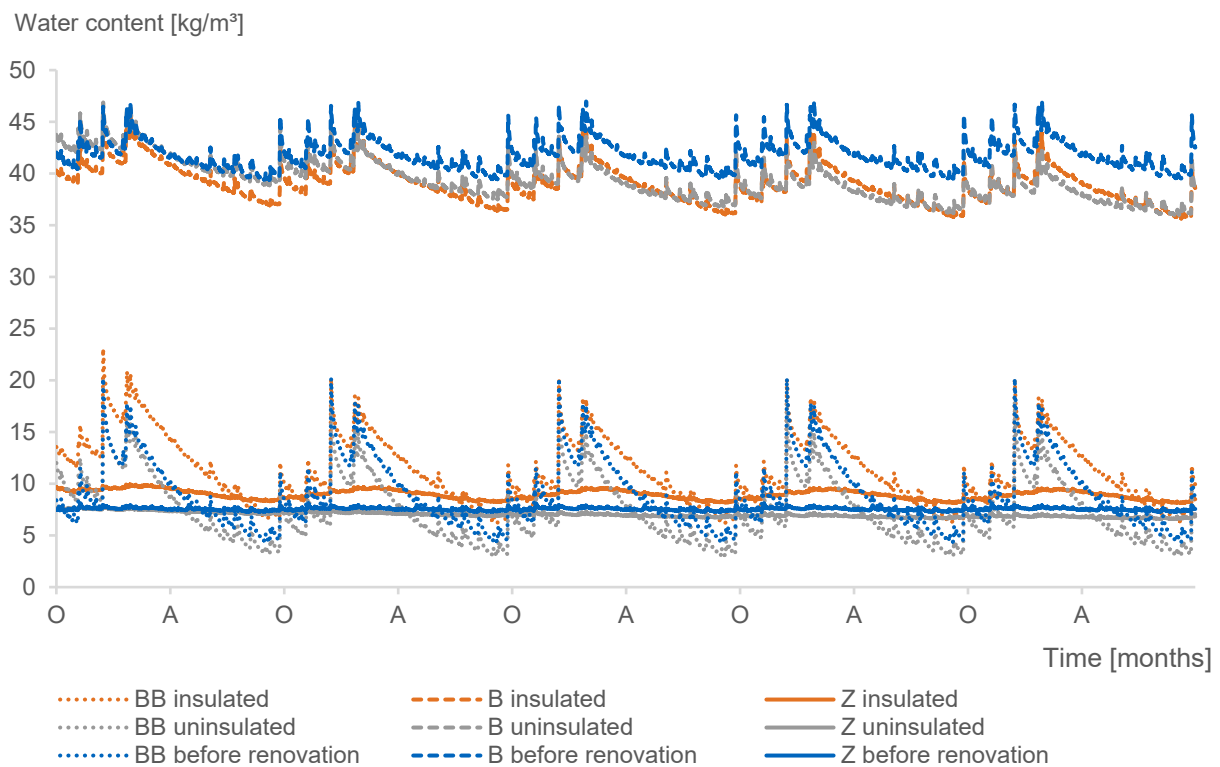 Water content [kg/m³]
50
45
40
35
30
25
20
15
10
5
0
O A O A O A O A O A
Time [months]
BB insulated B insulated Z insulated
BB uninsulated B uninsulated Z uninsulated
BB before renovation B before renovation Z before renovation